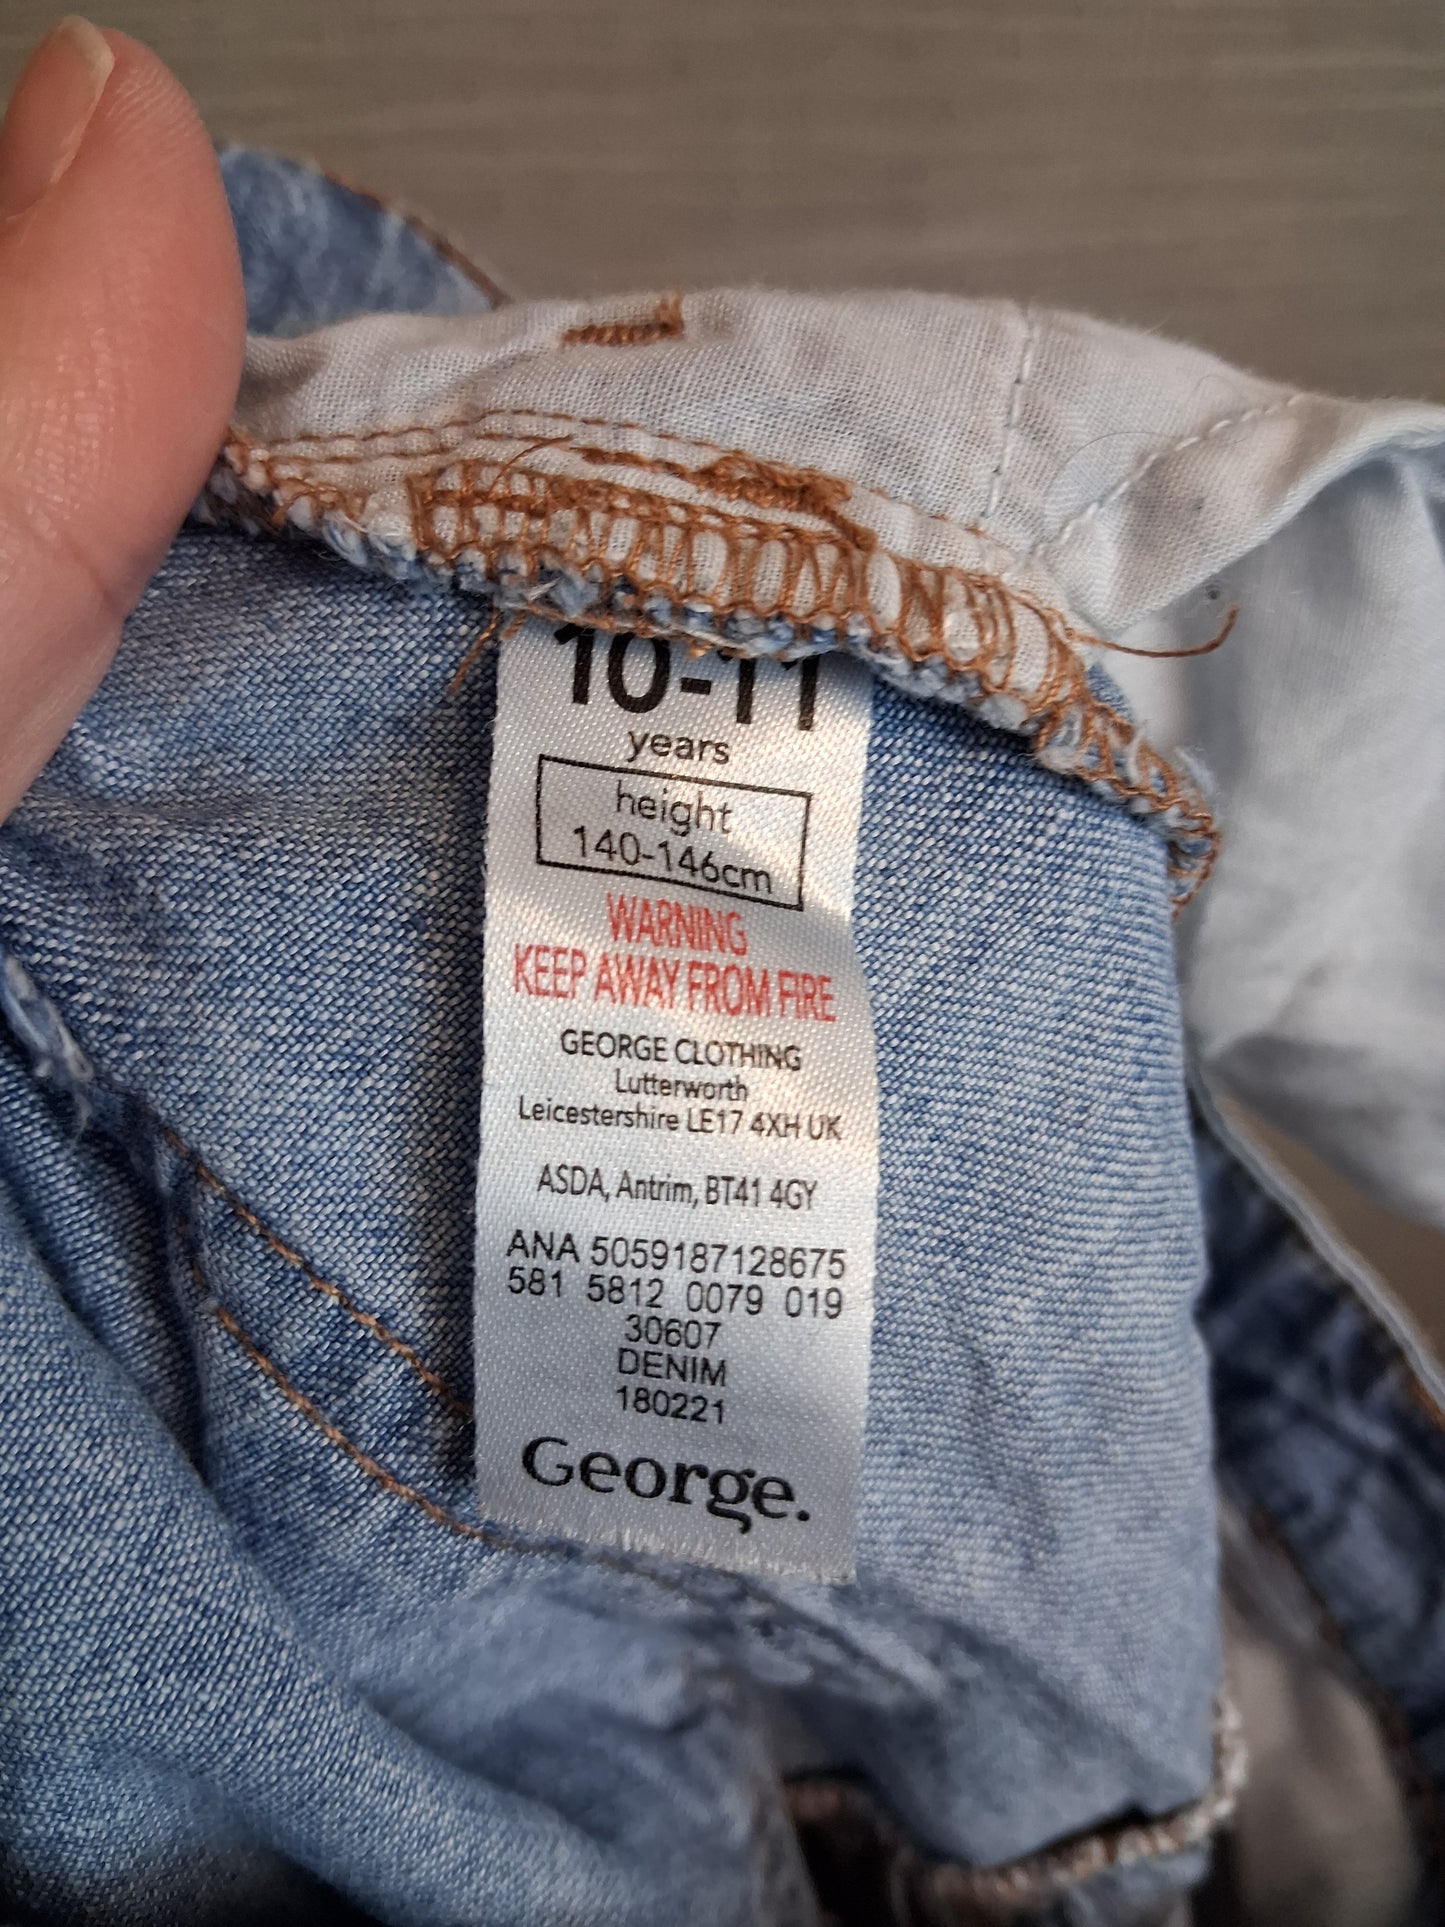 10-11
years
height
140-146cm
WARNING
KEEP AWAY FROM FIRE
GEORGE CLOTHING
Lutterworth
Leicestershire LE17 4XH UK
ASDA, Antrim, BT41 4GY
ANA 5059187128675
581 5812 0079 019
30607
DENIM
180221
George.